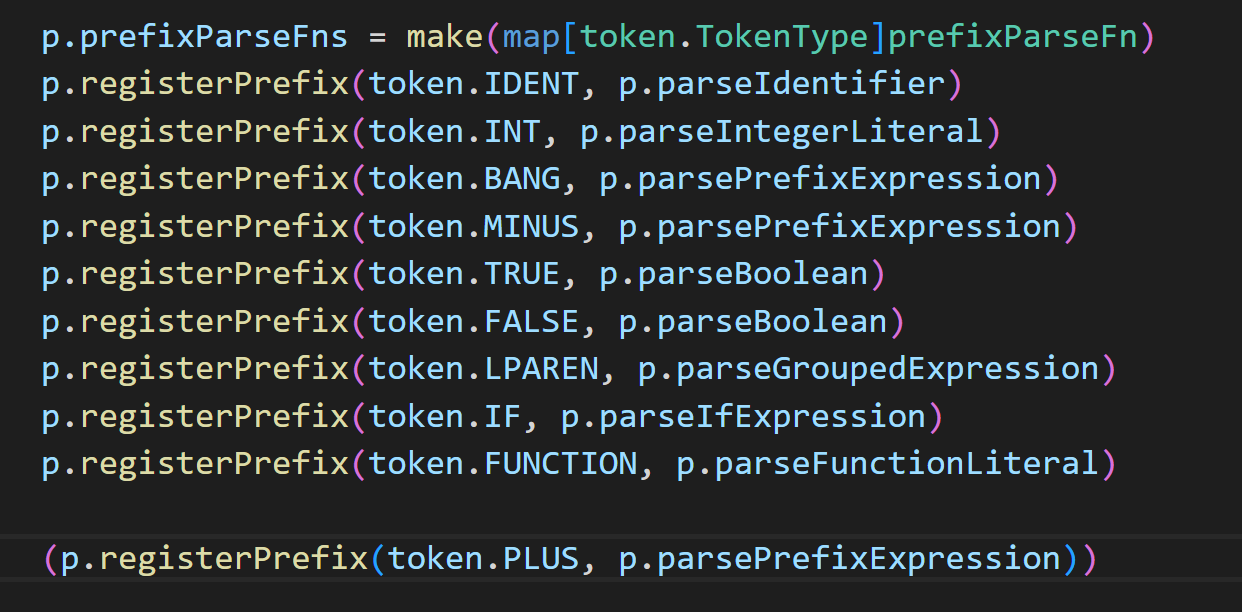 p.prefixParseFns = make(map[token.TokenType]prefixParseFn)
p.registerPrefix(token.IDENT, p.parseIdentifier)
p.registerPrefix(token.INT, p.parseIntegerLiteral)
p.registerPrefix(token.BANG, p.parsePrefixExpression)
p.registerPrefix(token.MINUS, p.parsePrefixExpression)
p.registerPrefix(token.TRUE, p.parseBoolean)
p.registerPrefix(token.FALSE, p.parseBoolean)
p.registerPrefix(token.LPAREN, p.parseGroupedExpression)
p.registerPrefix(token.IF, p.parseIfExpression)
p.registerPrefix(token.FUNCTION, p.parseFunctionLiteral)
(p.registerPrefix(token.PLUS, p.parsePrefixExpression))